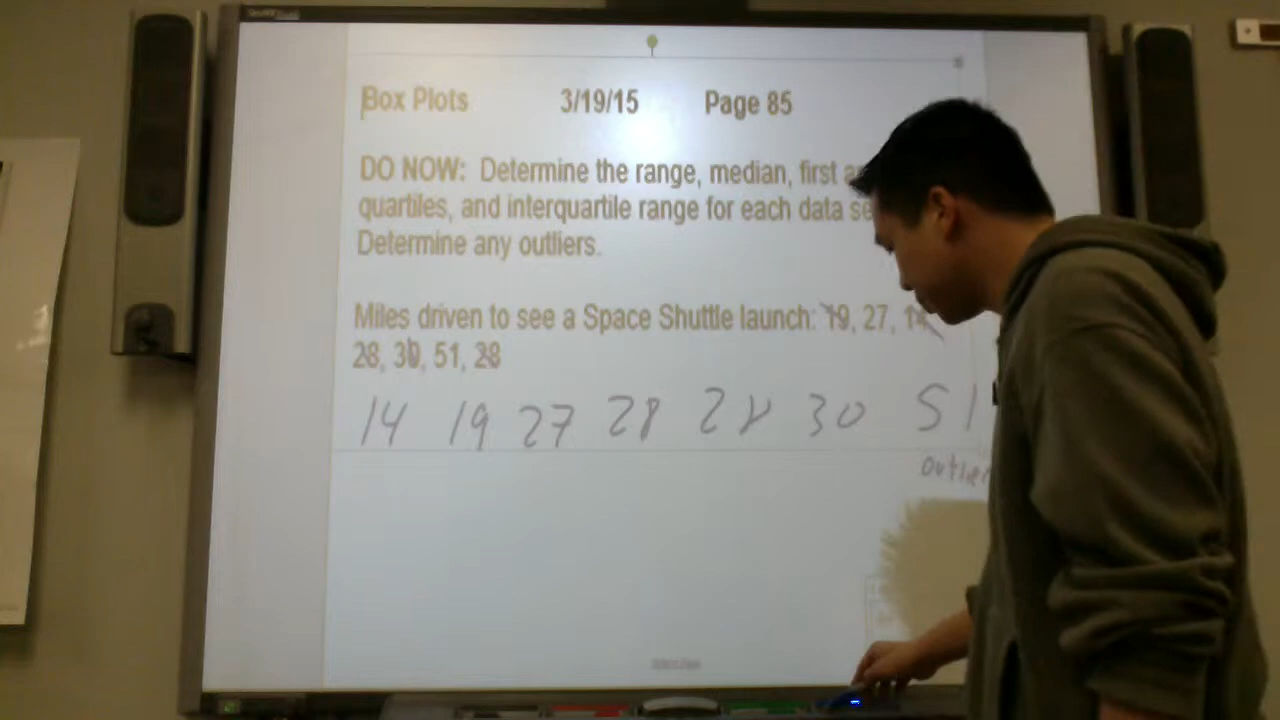 Box Plots 3/19/15 Page 85
DO NOW: Determine the range, median, first
quartiles, and interquartile range for each data
Determine any outliers.
Miles driven to see a Space Shuttle launch: 19, 27, 14,
28, 30, 51, 28
14 19 27 28 28 30 51
outlier